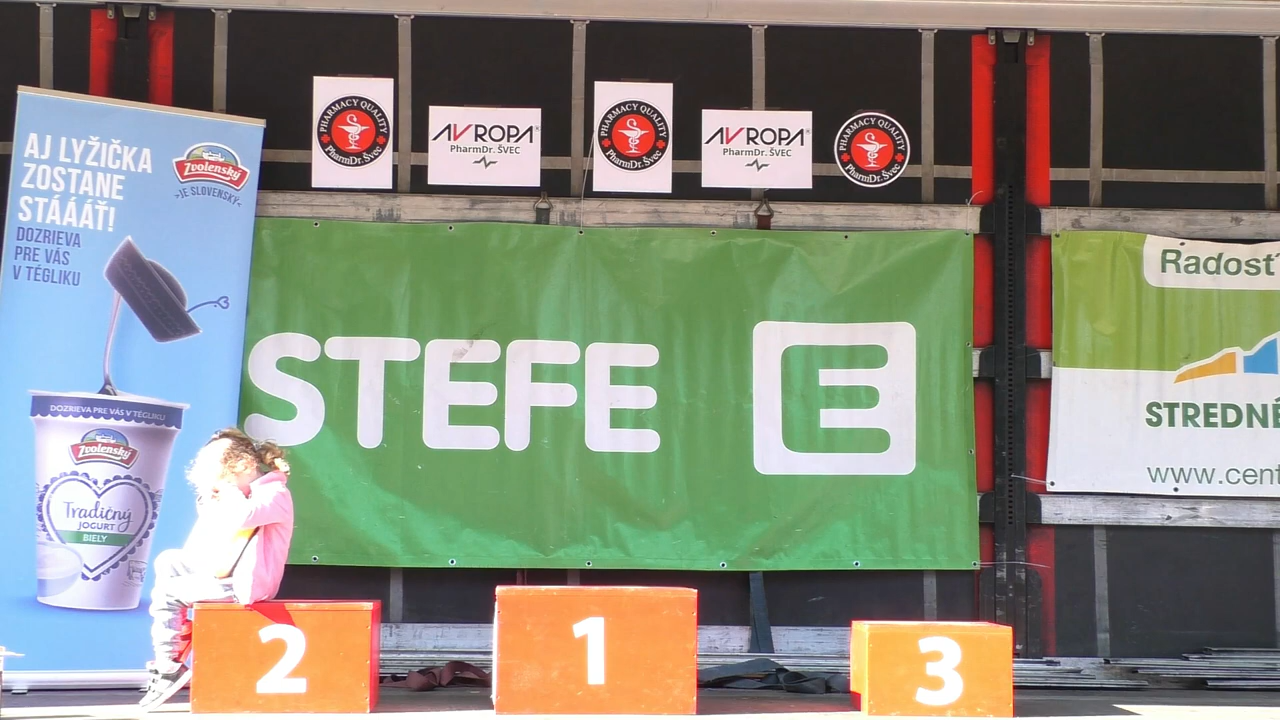 AJ LYŽIČKA
ZOSTANE
STÁÁÁŤ!
DOZRIEVA
PRE VÁS
V TÉGLIKU
Zvolenský
>JE SLOVENSKÝ<
DOZRIEVA PRE VÁS V TÉGLIKU
Zvolenský
Tradičný
JOGURT
BIELY
PHARMACY QUALITY
PharmDr. Švec
AVROPA®
PharmDr. ŠVEC
PHARMACY QUALITY
PharmDr. Švec
AVROPA®
PharmDr. ŠVEC
PHARMACY QUALITY
PharmDr. Švec
STEFE E
Radosť
STREDNÉ
www.cent
2
1
3